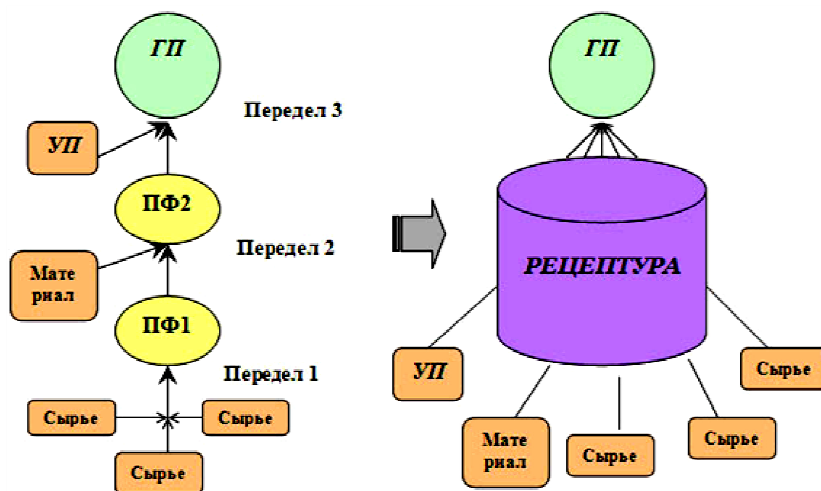 ГП
Передел 3
УП
ПФ2
Передел 2
Мате
риал
ПФ1
Передел 1
Сырье
Сырье
Сырье
ГП
РЕЦЕПТУРА
УП
Сырье
Мате
риал
Сырье
Сырье